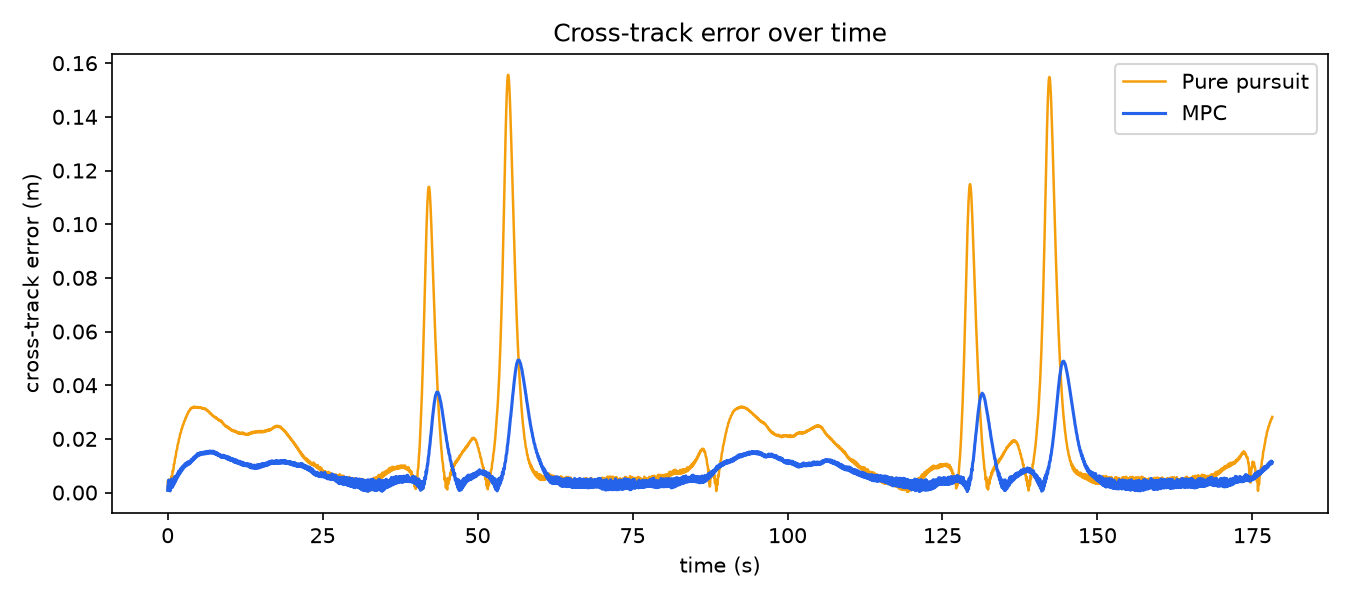 Cross-track error over time
cross-track error (m)
0.16
0.14
0.12
0.10
0.08
0.06
0.04
0.02
0.00
Pure pursuit
MPC
0 25 50 75 100 125 150 175
time (s)